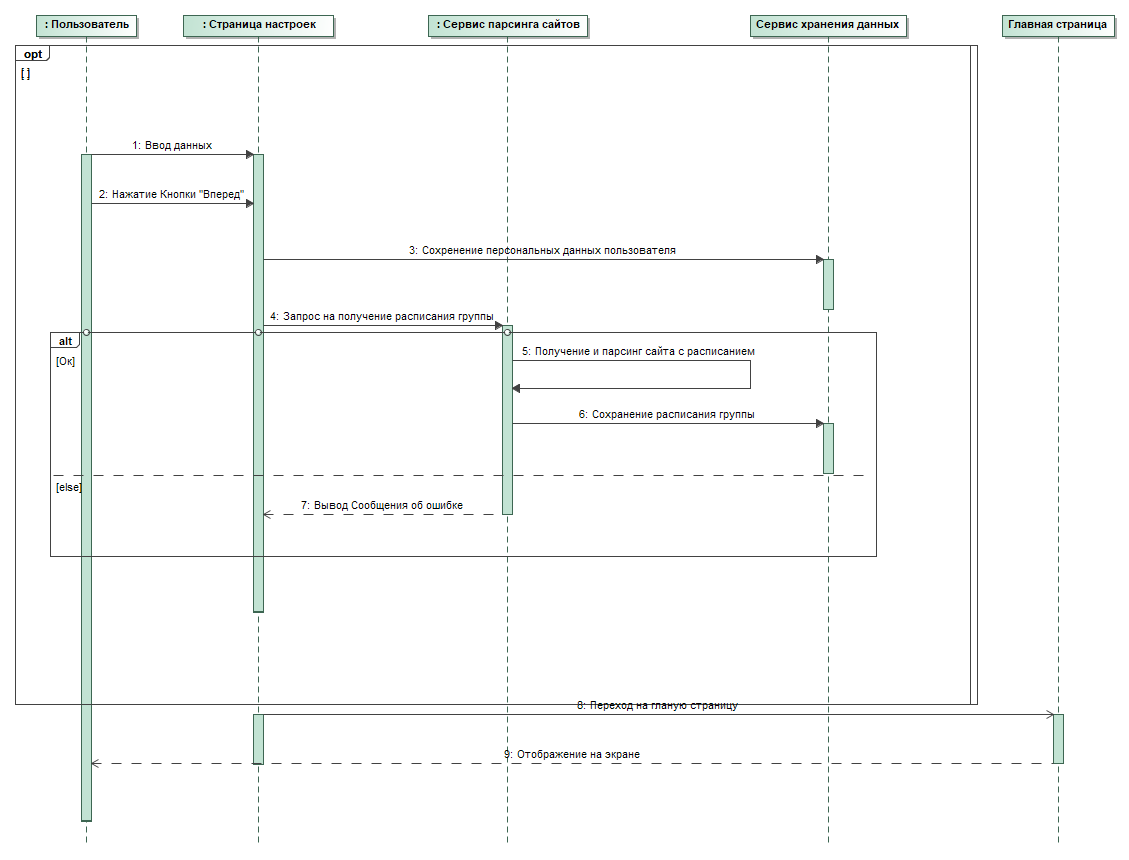 : Пользователь
: Страница настроек
: Сервис парсинга сайтов
Сервис хранения данных
Главная страница
opt
[ ]
1: Ввод данных
2: Нажатие Кнопки "Вперед"
3: Сохренение персональных данных пользователя
4: Запрос на получение расписания группы
alt
[Ок]
5: Получение и парсинг сайта с расписанием
6: Сохранение расписания группы
[else]
7: Вывод Сообщения об ошибке
8: Переход на гланую страницу
9: Отображение на экране